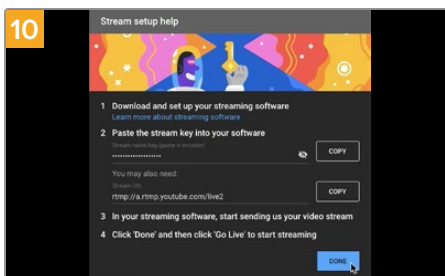 10
Stream setup help
1 Download and set up your streaming software
Learn more about streaming software
2 Paste the stream key into your software
Stream name/key (paste in encoder)
••••••••••••••••••• COPY
You may also need:
Stream URL
rtmp://a.rtmp.youtube.com/live2 COPY
3 In your streaming software, start sending us your video stream
4 Click 'Done' and then click 'Go Live' to start streaming
DONE